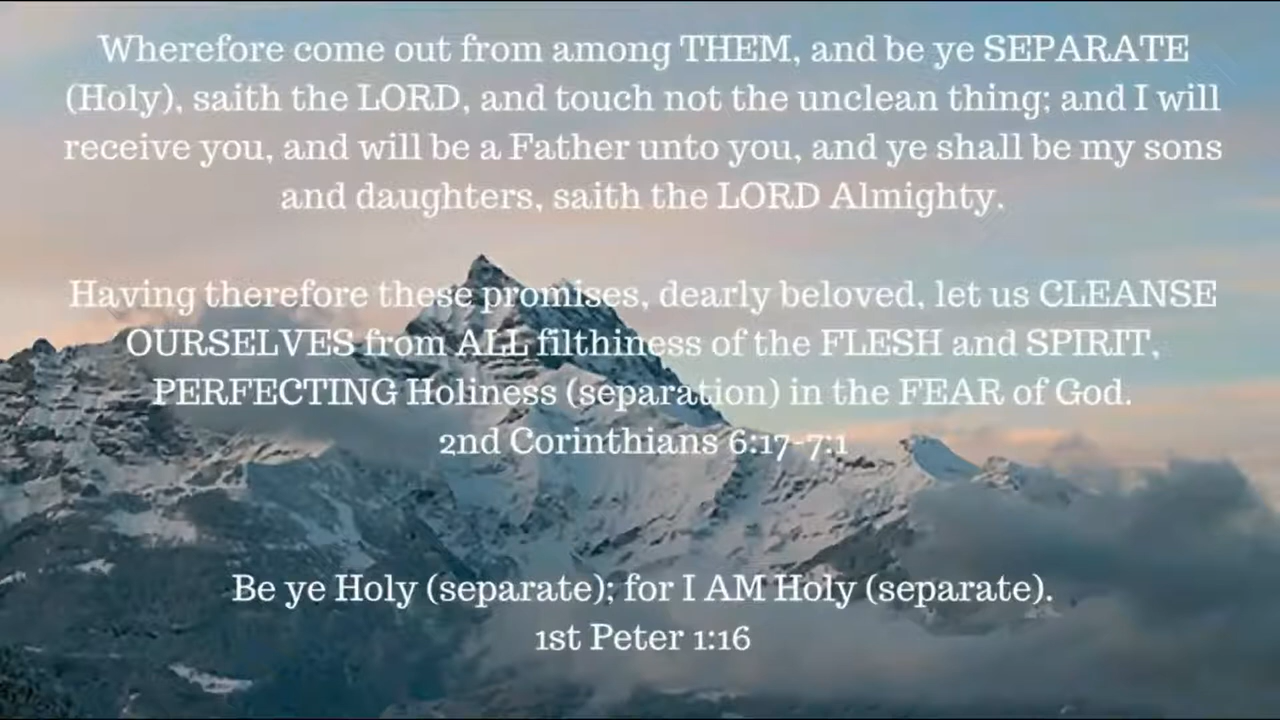 Wherefore come out from among THEM, and be ye SEPARATE
(Holy), saith the LORD, and touch not the unclean thing; and I will
receive you, and will be a Father unto you, and ye shall be my sons
and daughters, saith the LORD Almighty.
Having therefore these promises, dearly beloved, let us CLEANSE
OURSELVES from ALL filthiness of the FLESH and SPIRIT,
PERFECTING Holiness (separation) in the FEAR of God.
2nd Corinthians 6:17-7:1
Be ye Holy (separate); for I AM Holy (separate).
1st Peter 1:16